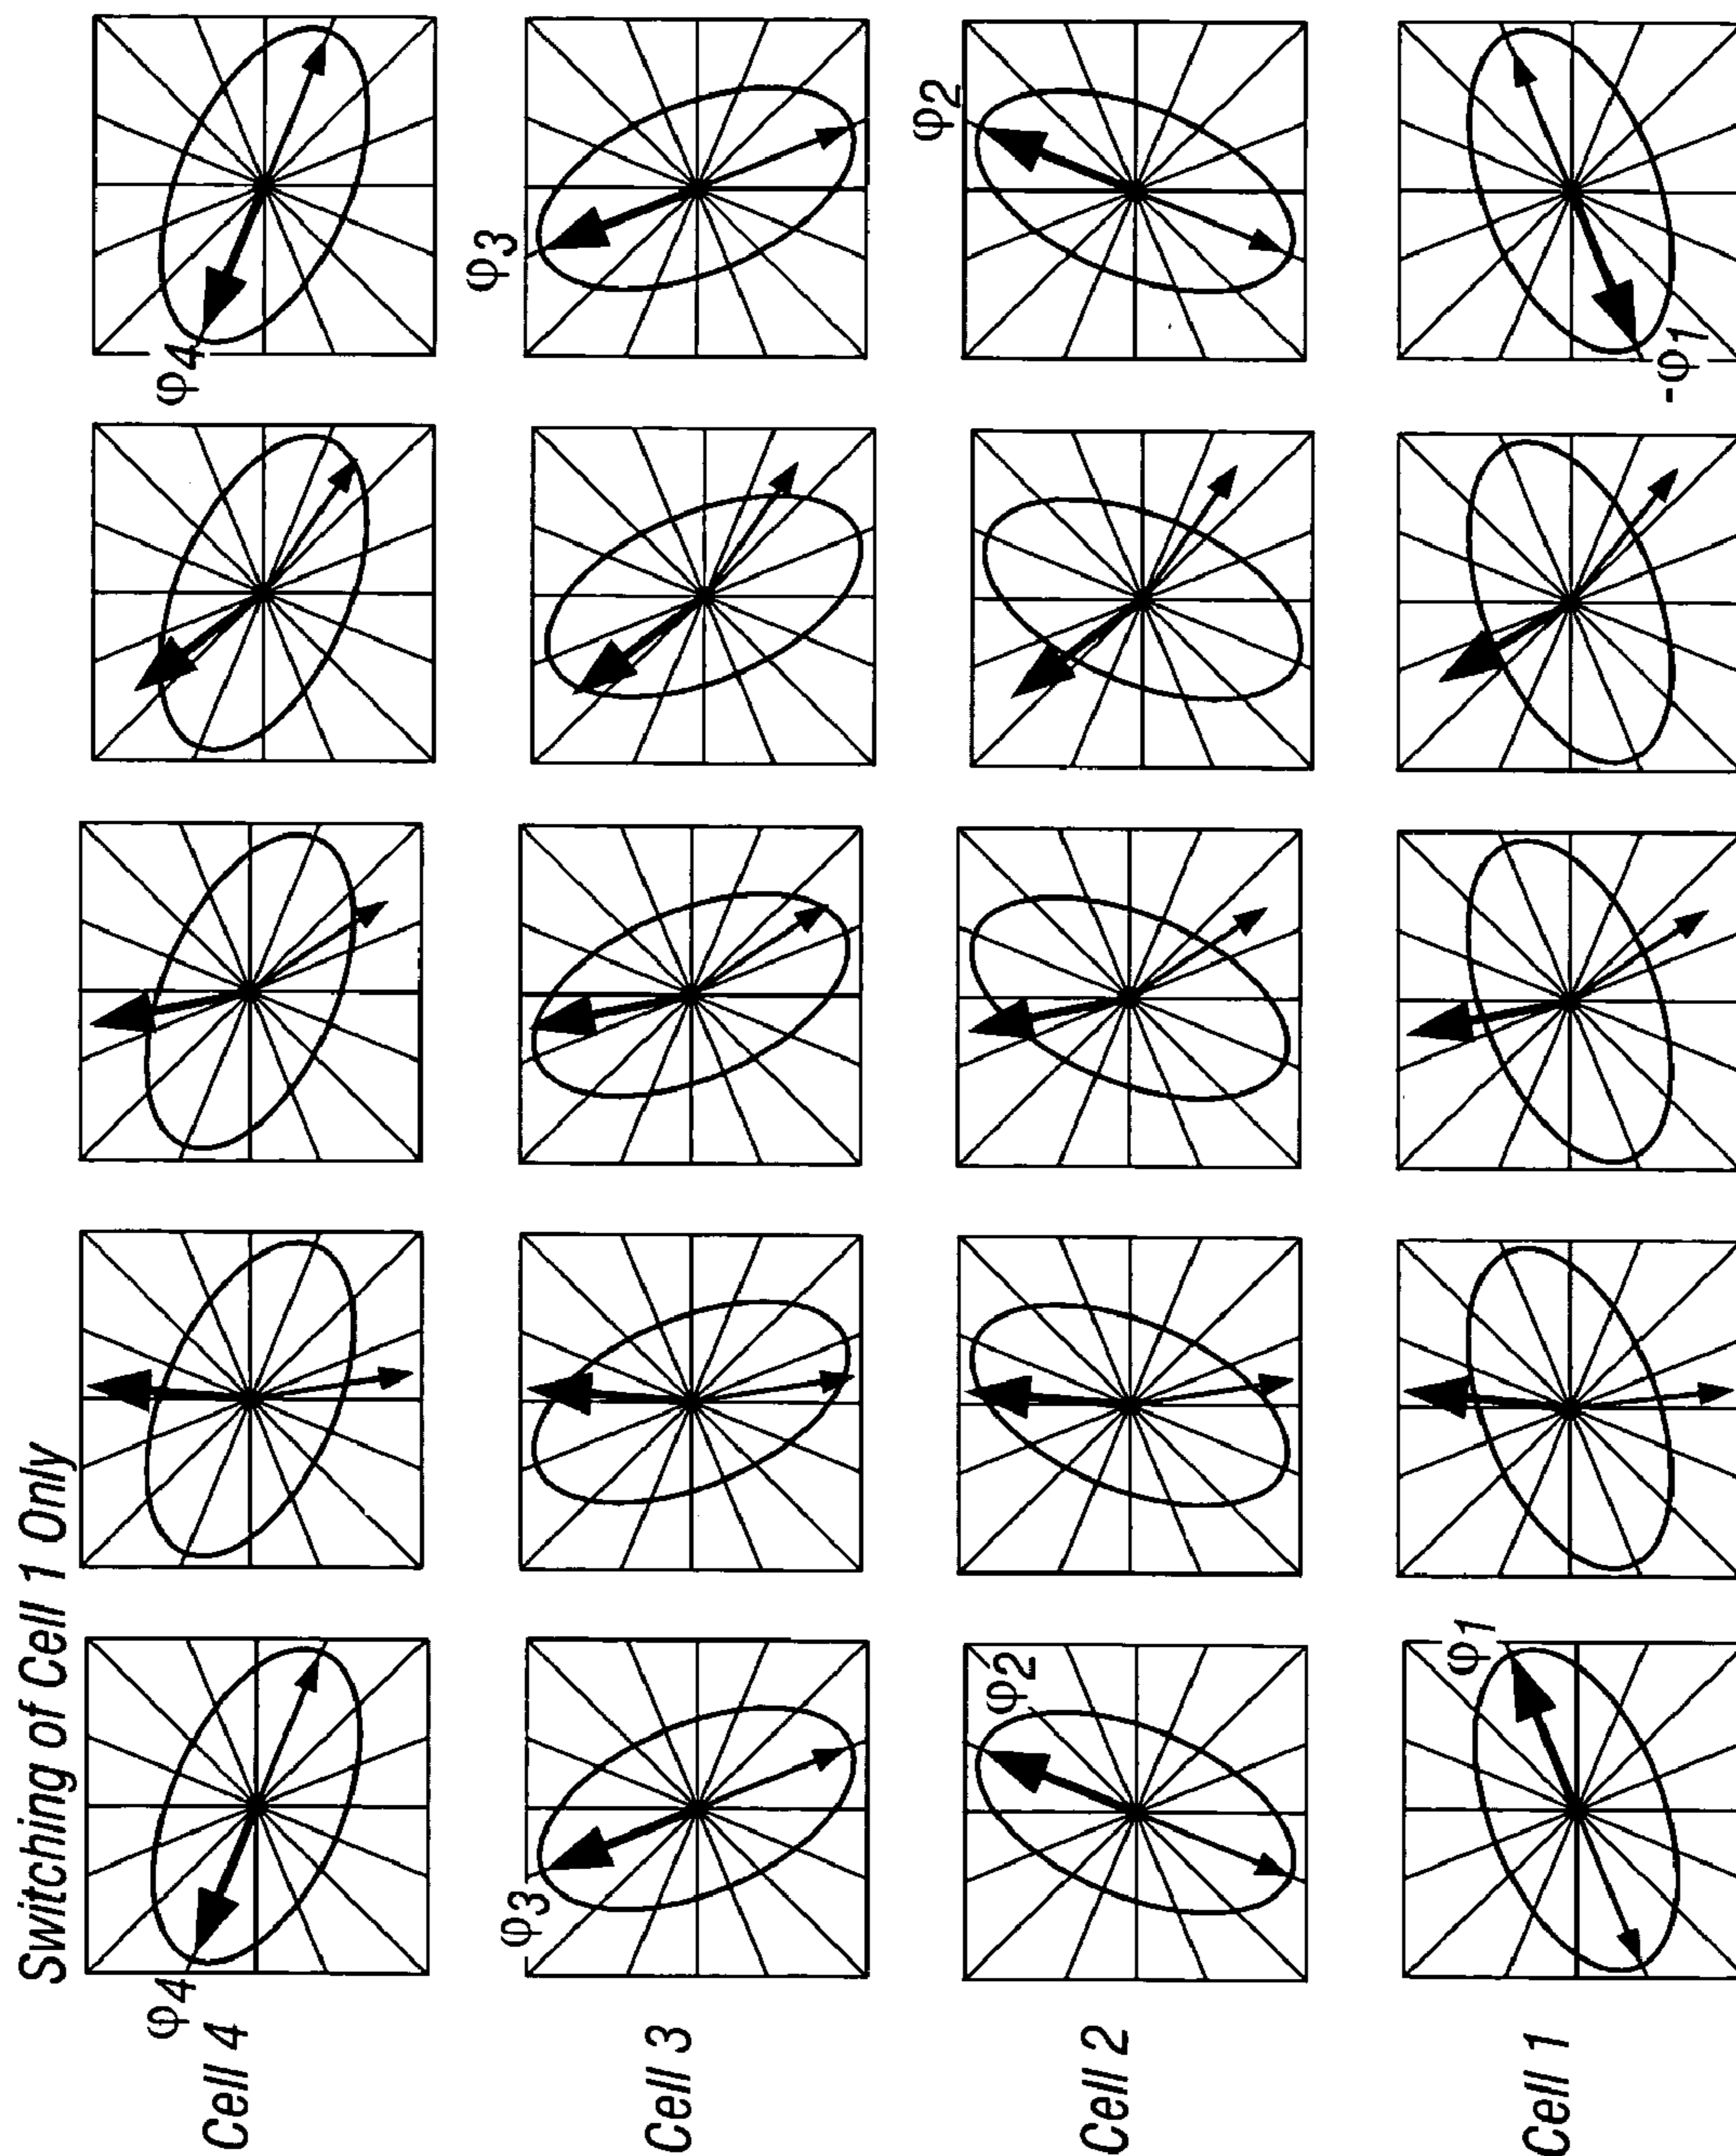 Switching of Cell 1 Only
φ4
φ4
Cell 4
φ3
φ3
Cell 3
φ2
φ2
Cell 2
φ1
Cell 1
-φ1